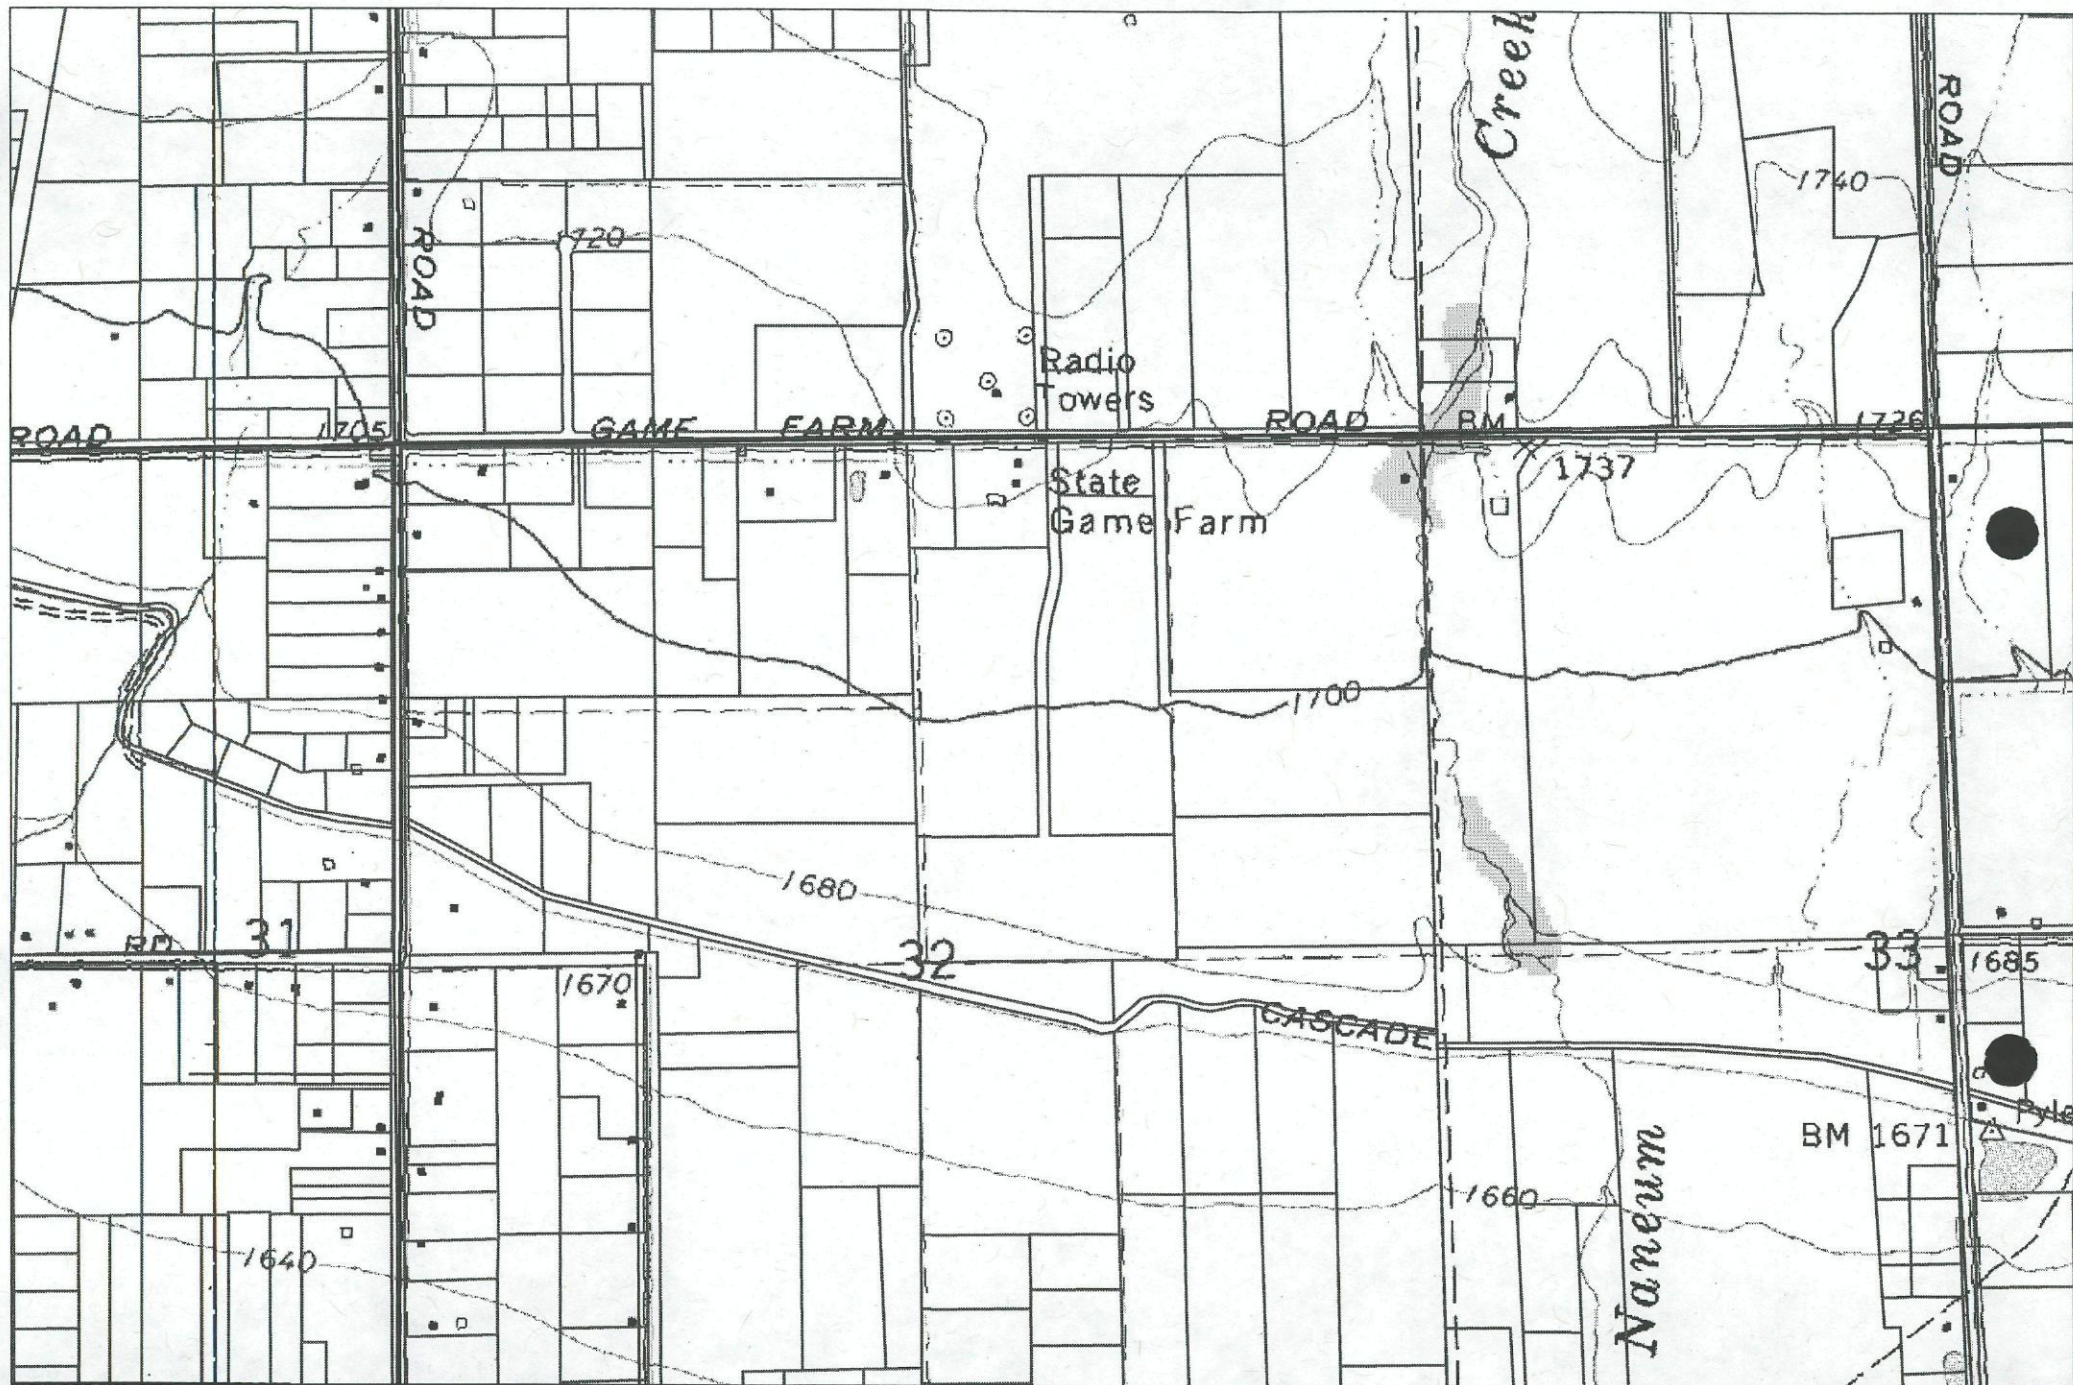 Creek
ROAD
1740
ROAD
1720
Radio
Towers
ROAD
1705
GAME FARM ROAD
BM
1726
1737
State
Game Farm
1700
1680
RD
31
32
33
1685
1670
CASCADE
Pyle
BM 1671
1660
Naneum
1640